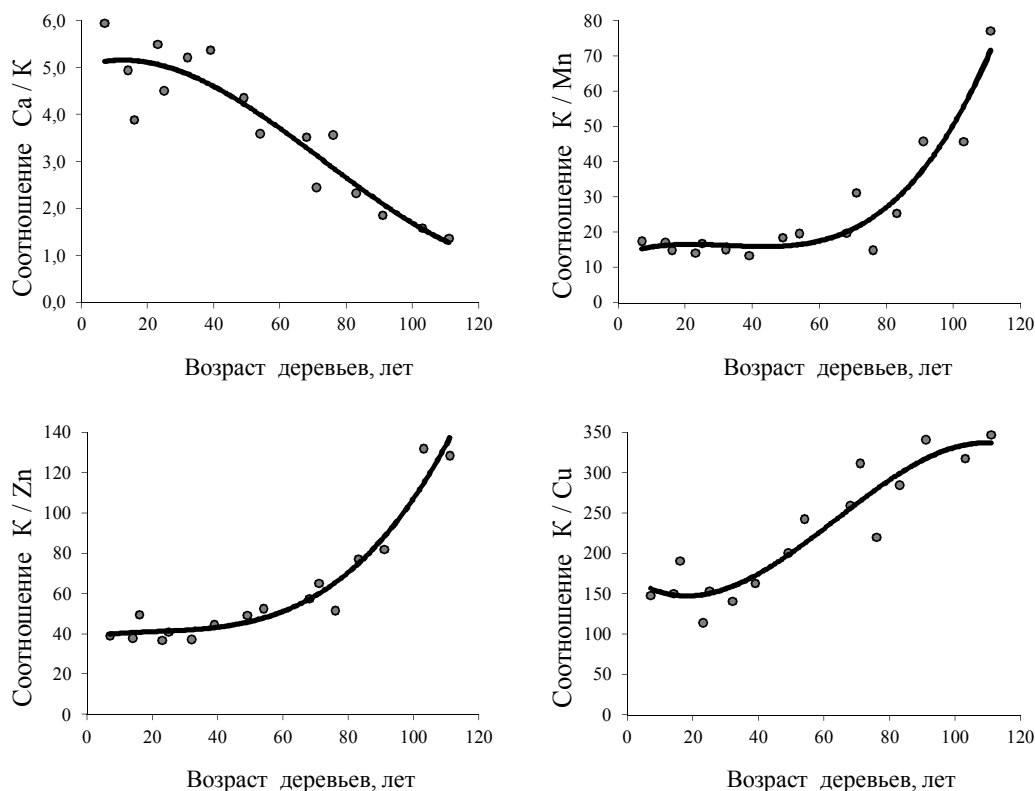 Соотношение Ca / К
6,0
5,0
4,0
3,0
2,0
1,0
0,0
0 20 40 60 80 100 120
Возраст деревьев, лет
Соотношение К / Mn
80
70
60
50
40
30
20
10
0
0 20 40 60 80 100 120
Возраст деревьев, лет
Соотношение К / Zn
140
120
100
80
60
40
20
0
0 20 40 60 80 100 120
Возраст деревьев, лет
Соотношение К / Cu
350
300
250
200
150
100
50
0
0 20 40 60 80 100 120
Возраст деревьев, лет